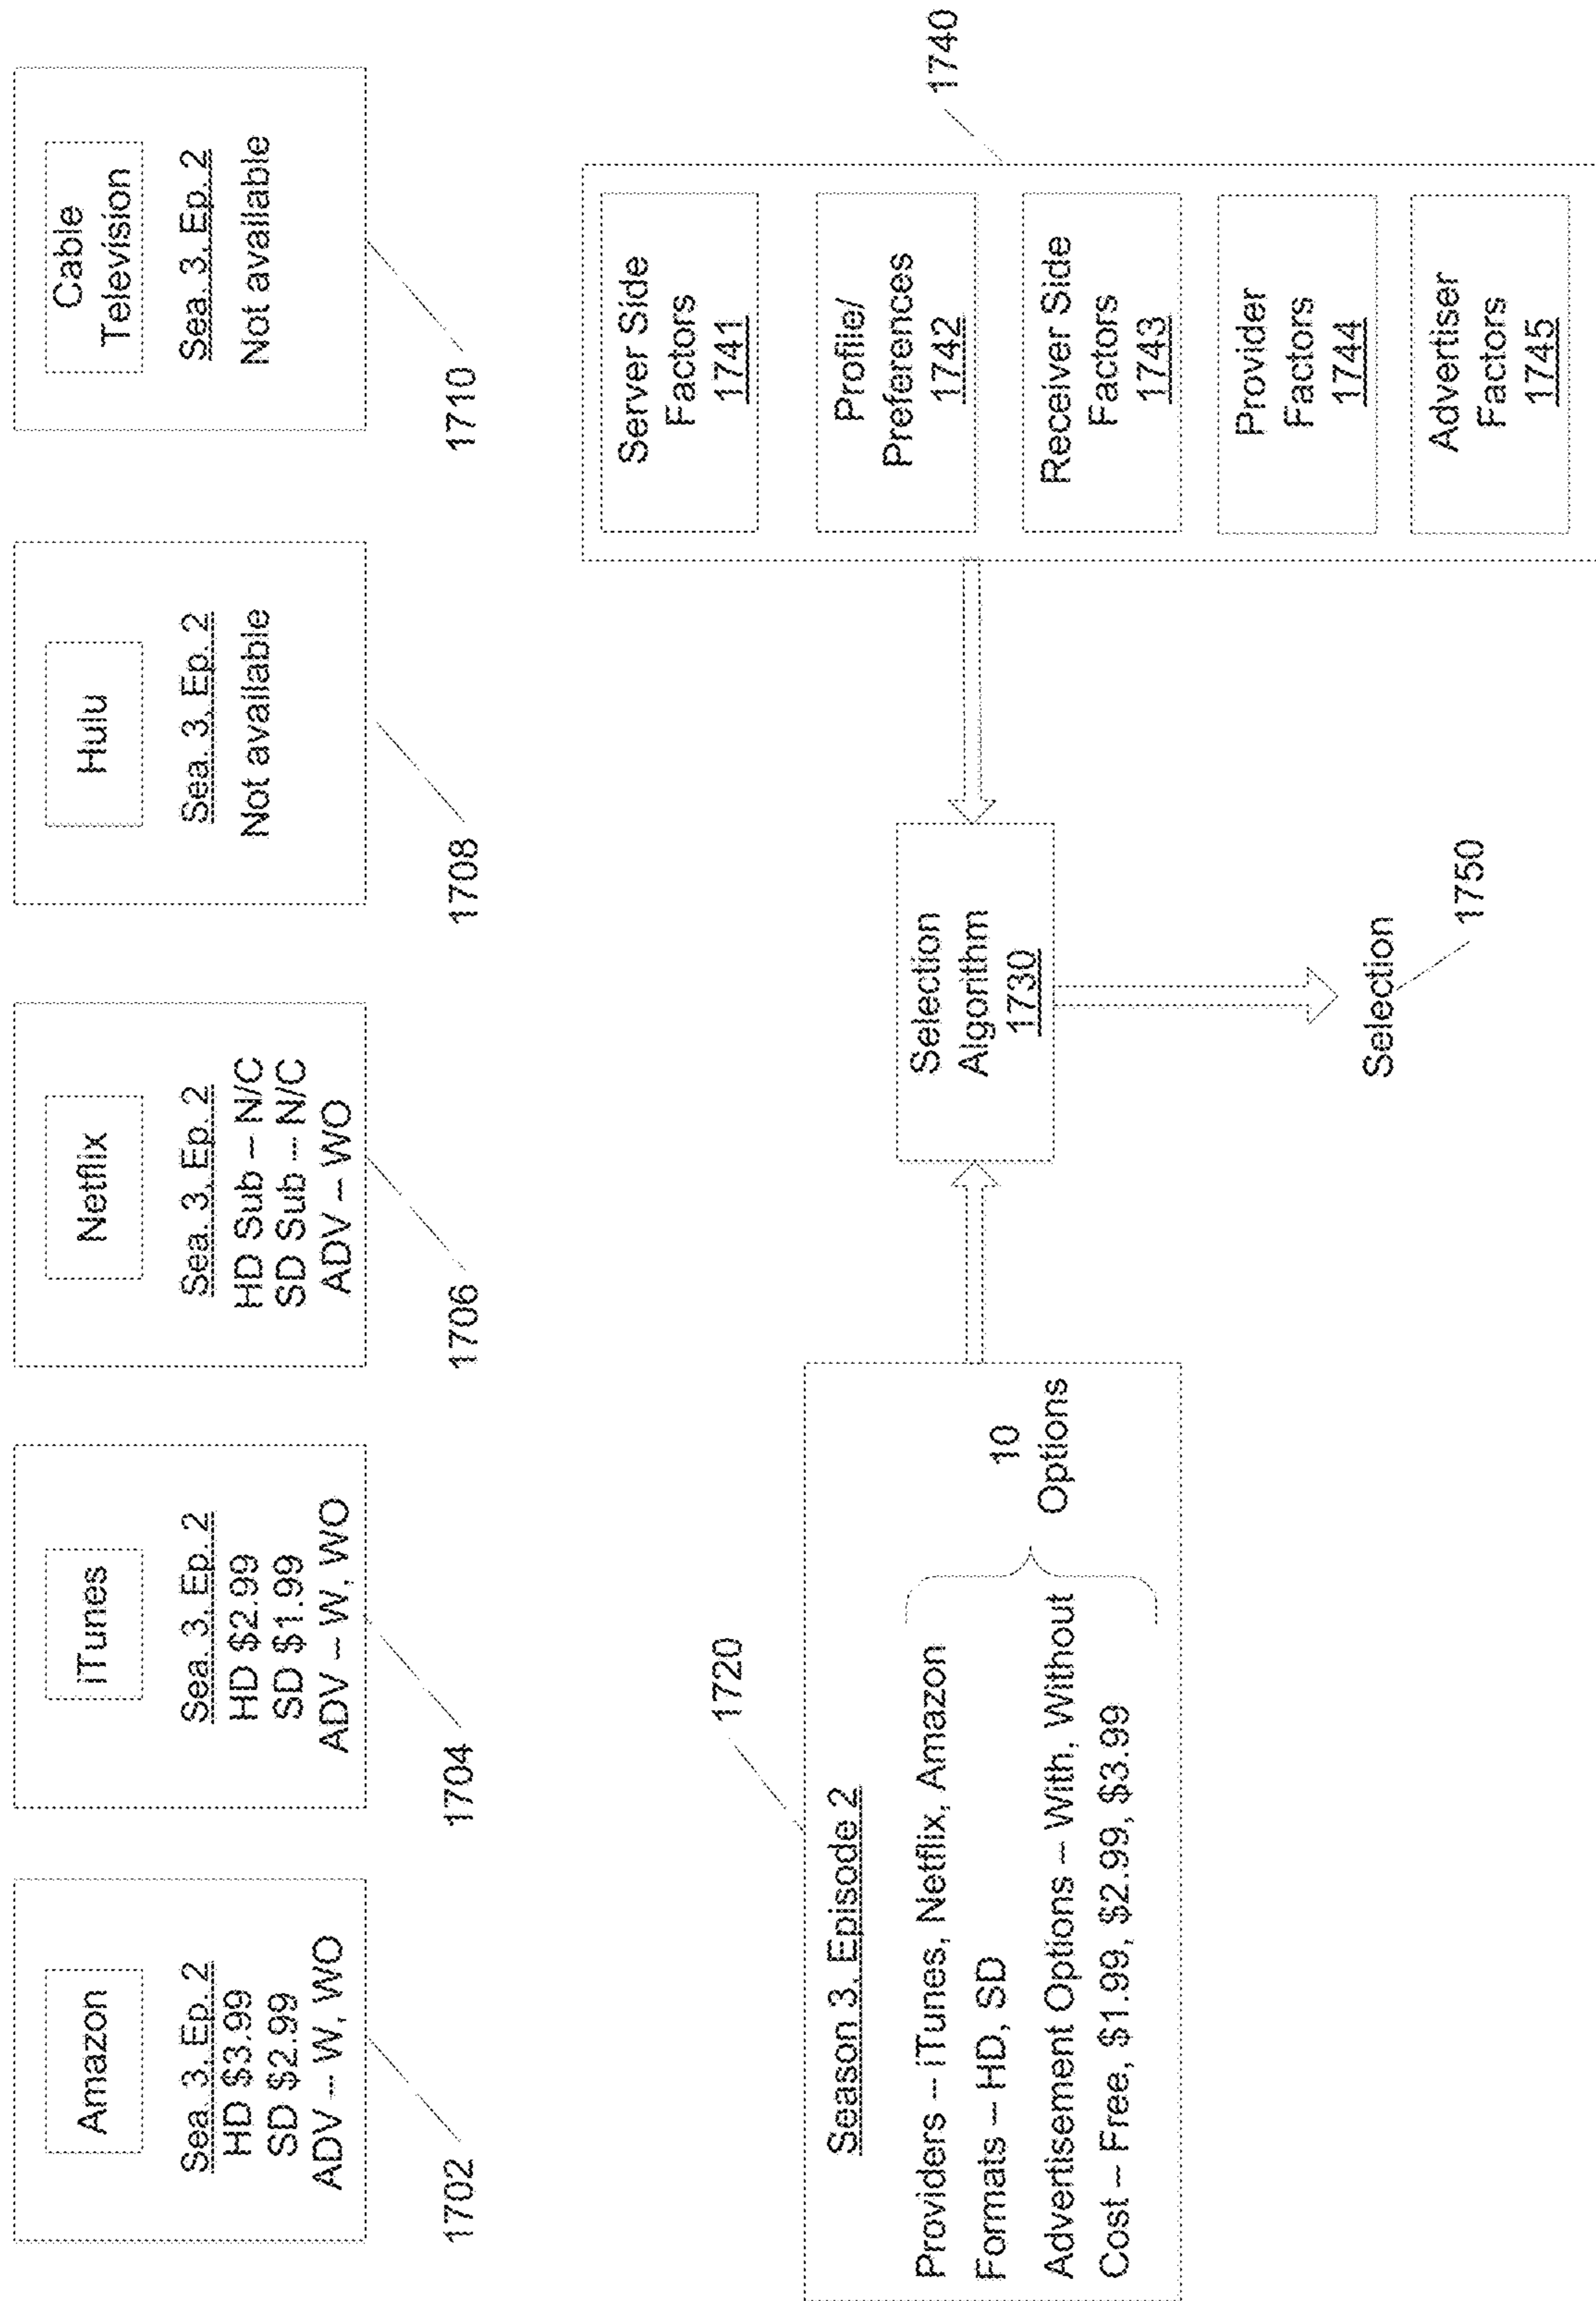 Amazon
Sea. 3, Ep. 2
HD $3.99
SD $2.99
ADV – W, WO
1702
iTunes
Sea. 3, Ep. 2
HD $2.99
SD $1.99
ADV – W, WO
1704
Netflix
Sea. 3, Ep. 2
HD Sub – N/C
SD Sub – N/C
ADV – WO
1706
Hulu
Sea. 3, Ep. 2
Not available
1708
Cable
Television
Sea. 3, Ep. 2
Not available
1710
1720
Season 3, Episode 2
Providers – iTunes, Netflix, Amazon
Formats – HD, SD
Advertisement Options – With, Without
Cost – Free, $1.99, $2.99, $3.99
10
Options
Selection
Algorithm
1730
Selection
1750
1740
Server Side
Factors
1741
Profile/
Preferences
1742
Receiver Side
Factors
1743
Provider
Factors
1744
Advertiser
Factors
1745